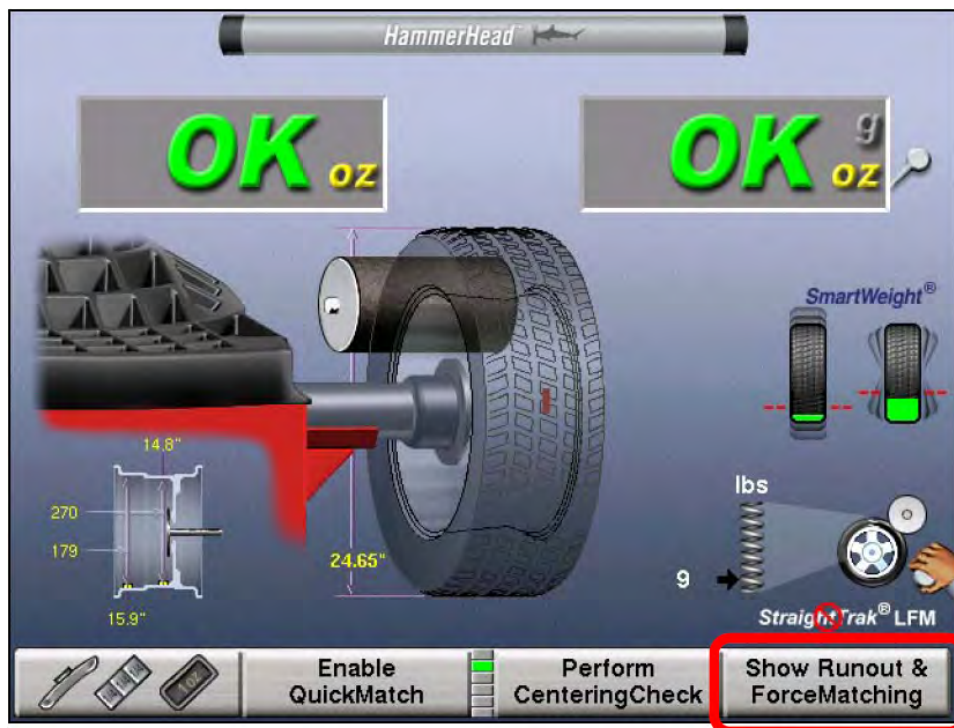 HammerHead™
OK oz
OK g oz
SmartWeight®
14.8"
270
179
15.9"
24.65"
lbs
9
StraightTrak® LFM
Enable
QuickMatch
Perform
CenteringCheck
Show Runout &
ForceMatching